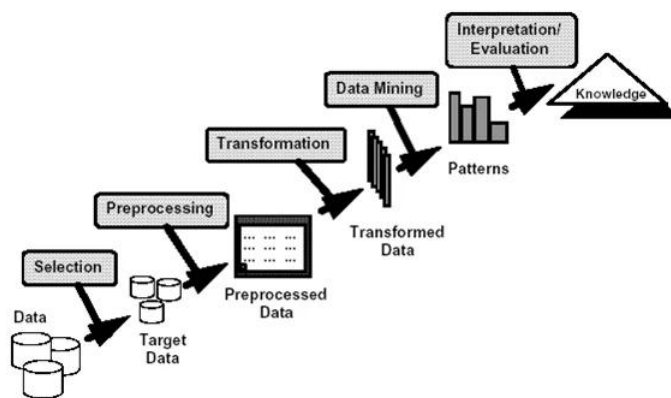 Interpretation/
Evaluation
Data Mining
Knowledge
Transformation
Patterns
Preprocessing
Transformed
Data
Selection
Preprocessed
Data
Data
Target
Data